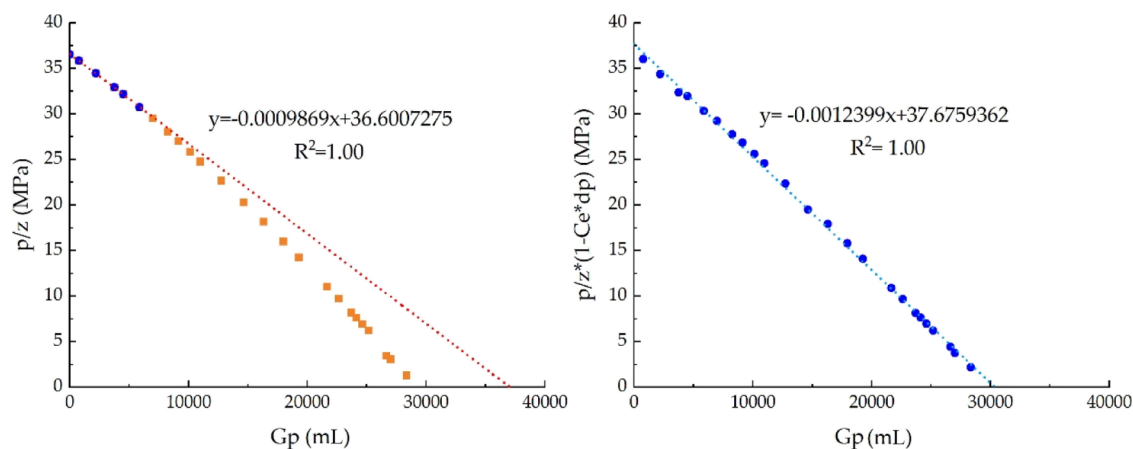 40
35
30
25
20
15
10
5
0
p/z (MPa)
y=-0.0009869x+36.6007275
R²=1.00
0 10000 20000 30000 40000
Gp (mL)
40
35
30
25
20
15
10
5
0
p/z*(1-Ce*dp) (MPa)
y= -0.0012399x+37.6759362
R²= 1.00
0 10000 20000 30000 40000
Gp (mL)